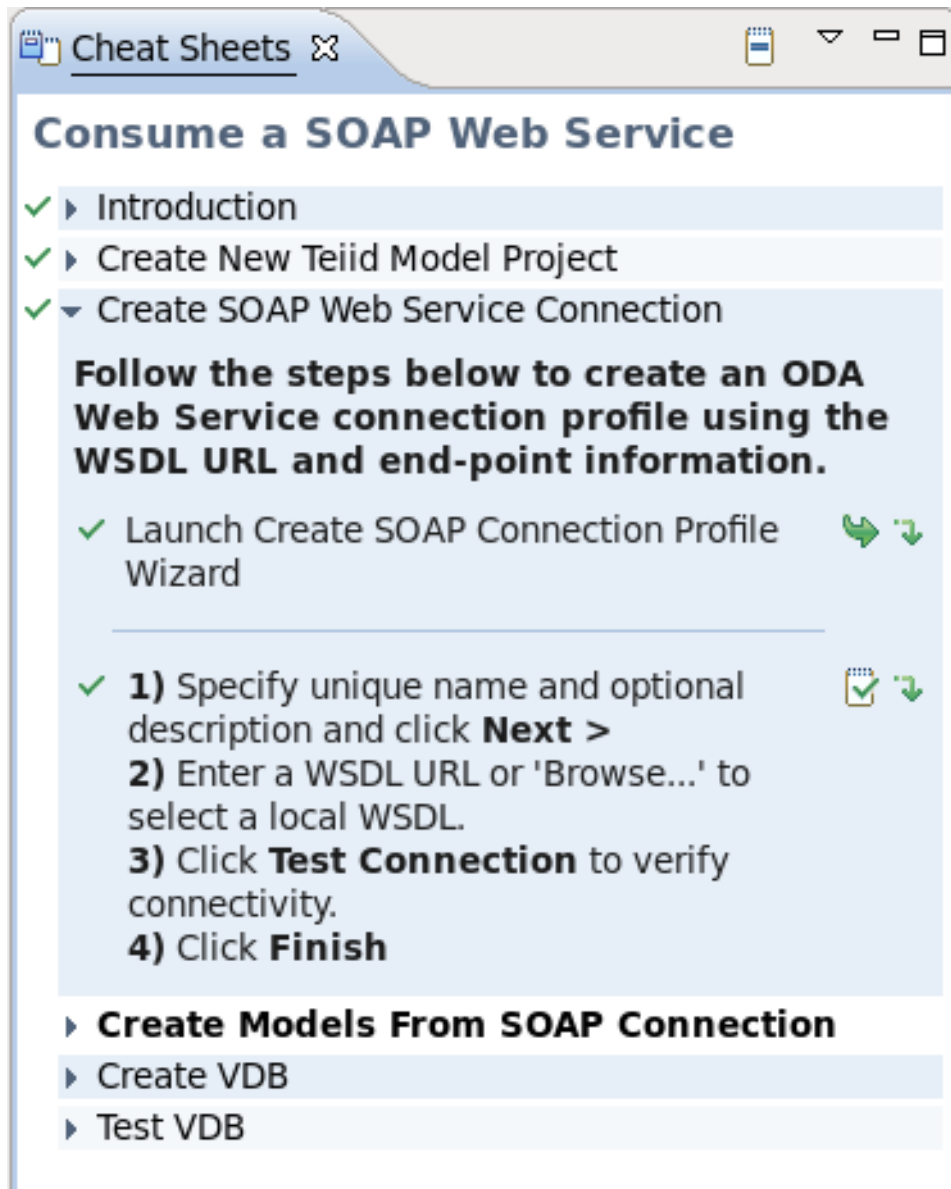 Cheat Sheets
Consume a SOAP Web Service
Introduction
Create New Teiid Model Project
Create SOAP Web Service Connection
Follow the steps below to create an ODA
Web Service connection profile using the
WSDL URL and end-point information.
Launch Create SOAP Connection Profile
Wizard
1) Specify unique name and optional
description and click Next >
2) Enter a WSDL URL or 'Browse...' to
select a local WSDL.
3) Click Test Connection to verify
connectivity.
4) Click Finish
Create Models From SOAP Connection
Create VDB
Test VDB